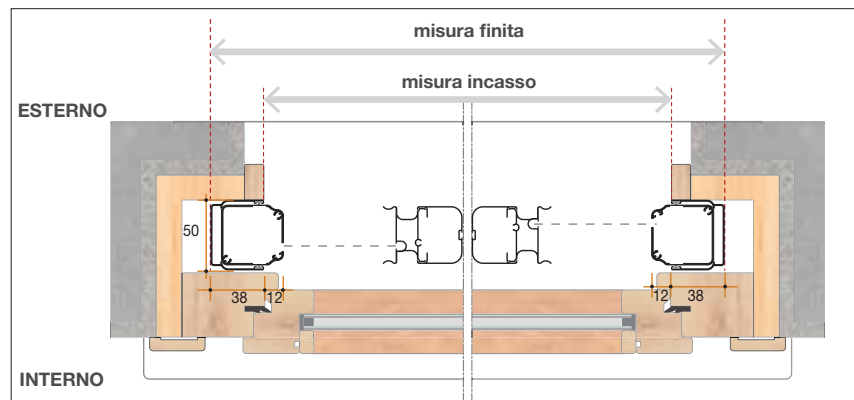 misura finita
misura incasso
ESTERNO
50
38 12
12 38
INTERNO